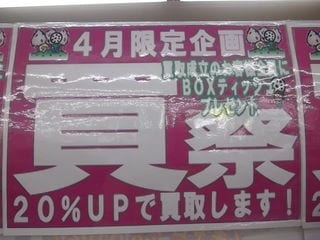 4月限定企画
買取成立のお客様全員に
BOXティッシュ
プレゼント
買祭
20%UPで買取します!